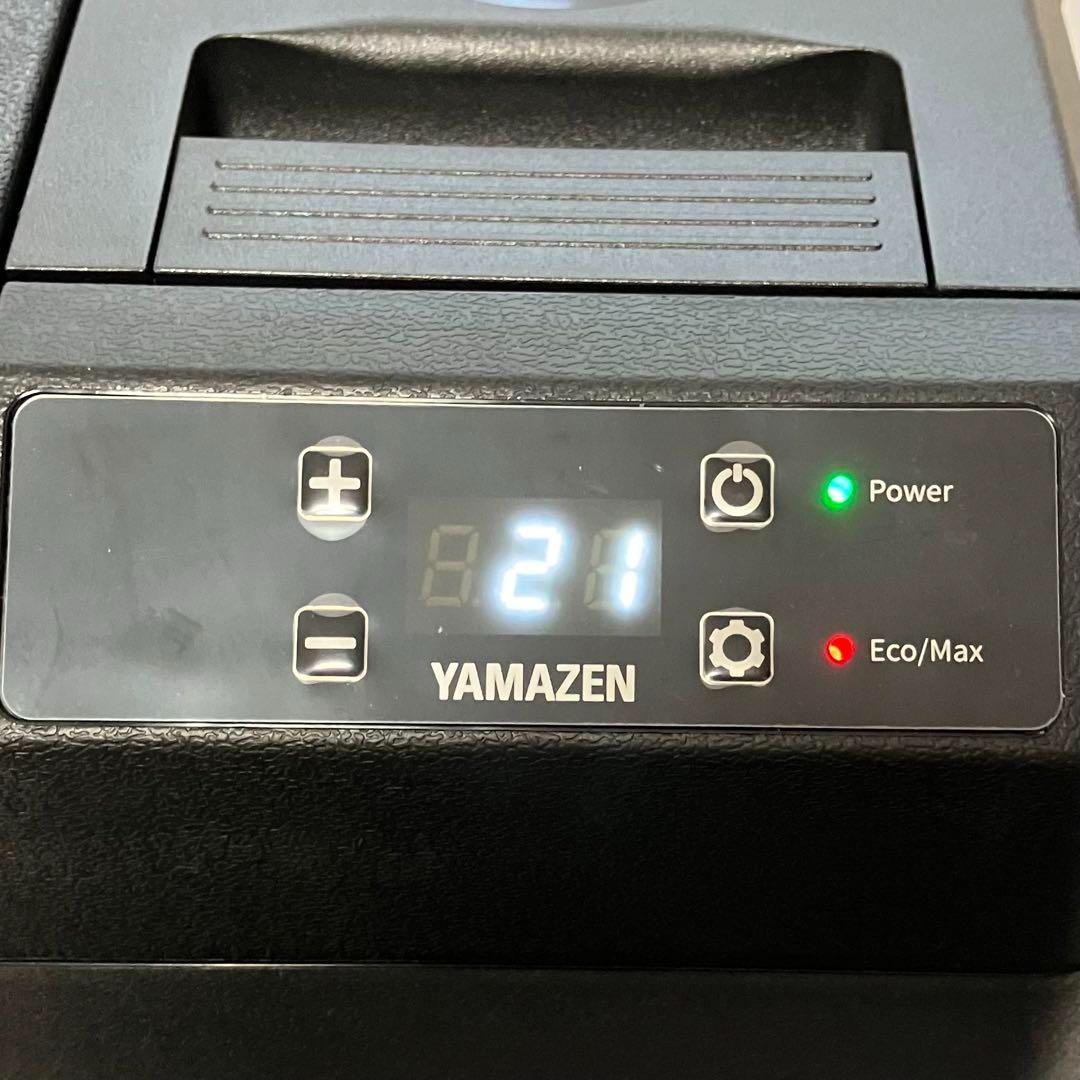 21
Power
Eco/Max
YAMAZEN